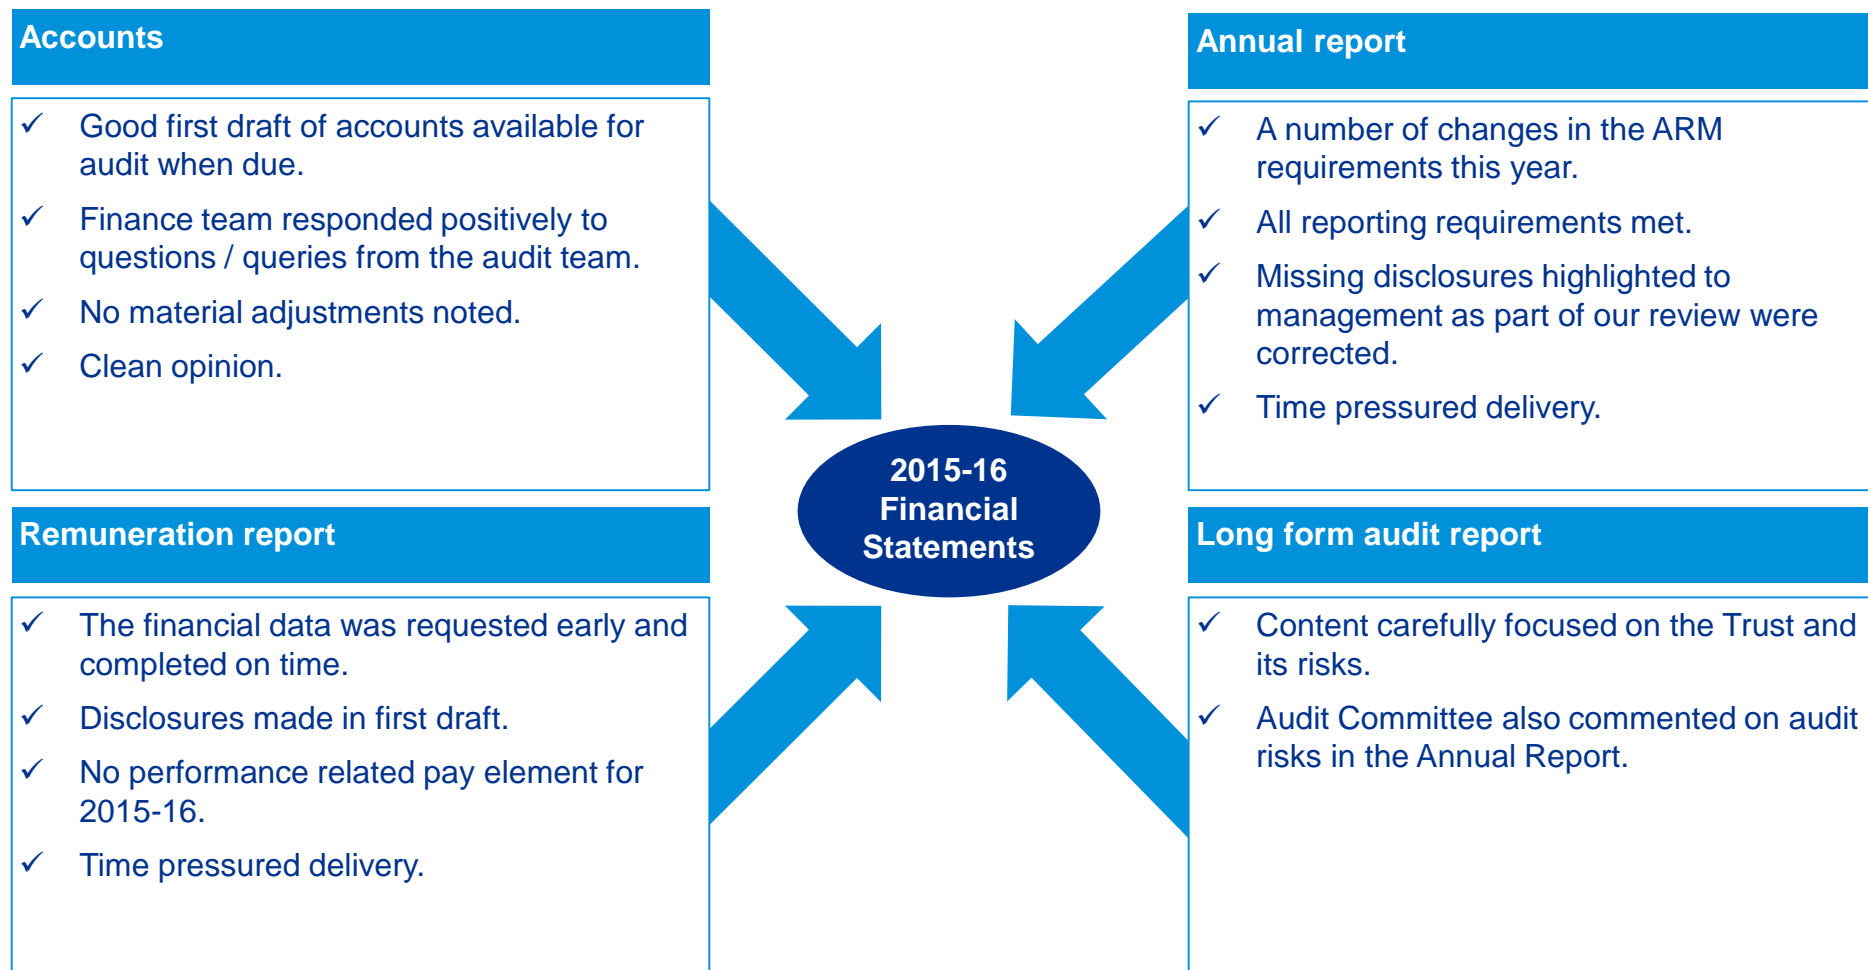 Accounts
✓ Good first draft of accounts available for
audit when due.
✓ Finance team responded positively to
questions / queries from the audit team.
✓ No material adjustments noted.
✓ Clean opinion.
Annual report
✓ A number of changes in the ARM
requirements this year.
✓ All reporting requirements met.
✓ Missing disclosures highlighted to
management as part of our review were
corrected.
✓ Time pressured delivery.
2015-16
Financial
Statements
Remuneration report
✓ The financial data was requested early and
completed on time.
✓ Disclosures made in first draft.
✓ No performance related pay element for
2015-16.
✓ Time pressured delivery.
Long form audit report
✓ Content carefully focused on the Trust and
its risks.
✓ Audit Committee also commented on audit
risks in the Annual Report.